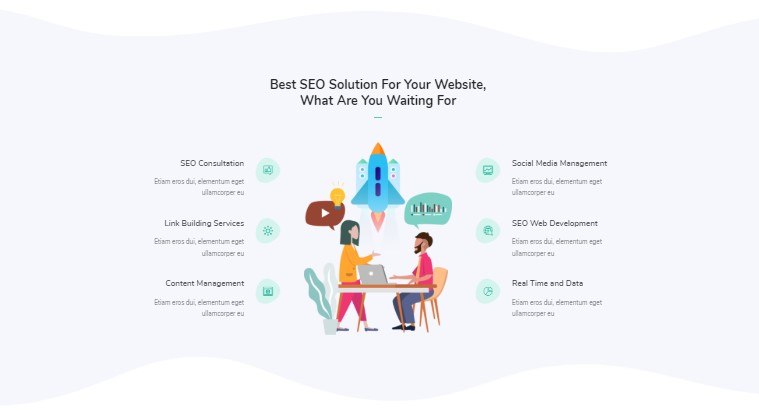 Best SEO Solution For Your Website,
What Are You Waiting For
SEO Consultation
Etiam eros dui, elementum eget
ullamcorper eu
Link Building Services
Etiam eros dui, elementum eget
ullamcorper eu
Content Management
Etiam eros dui, elementum eget
ullamcorper eu
Social Media Management
Etiam eros dui, elementum eget
ullamcorper eu
SEO Web Development
Etiam eros dui, elementum eget
ullamcorper eu
Real Time and Data
Etiam eros dui, elementum eget
ullamcorper eu